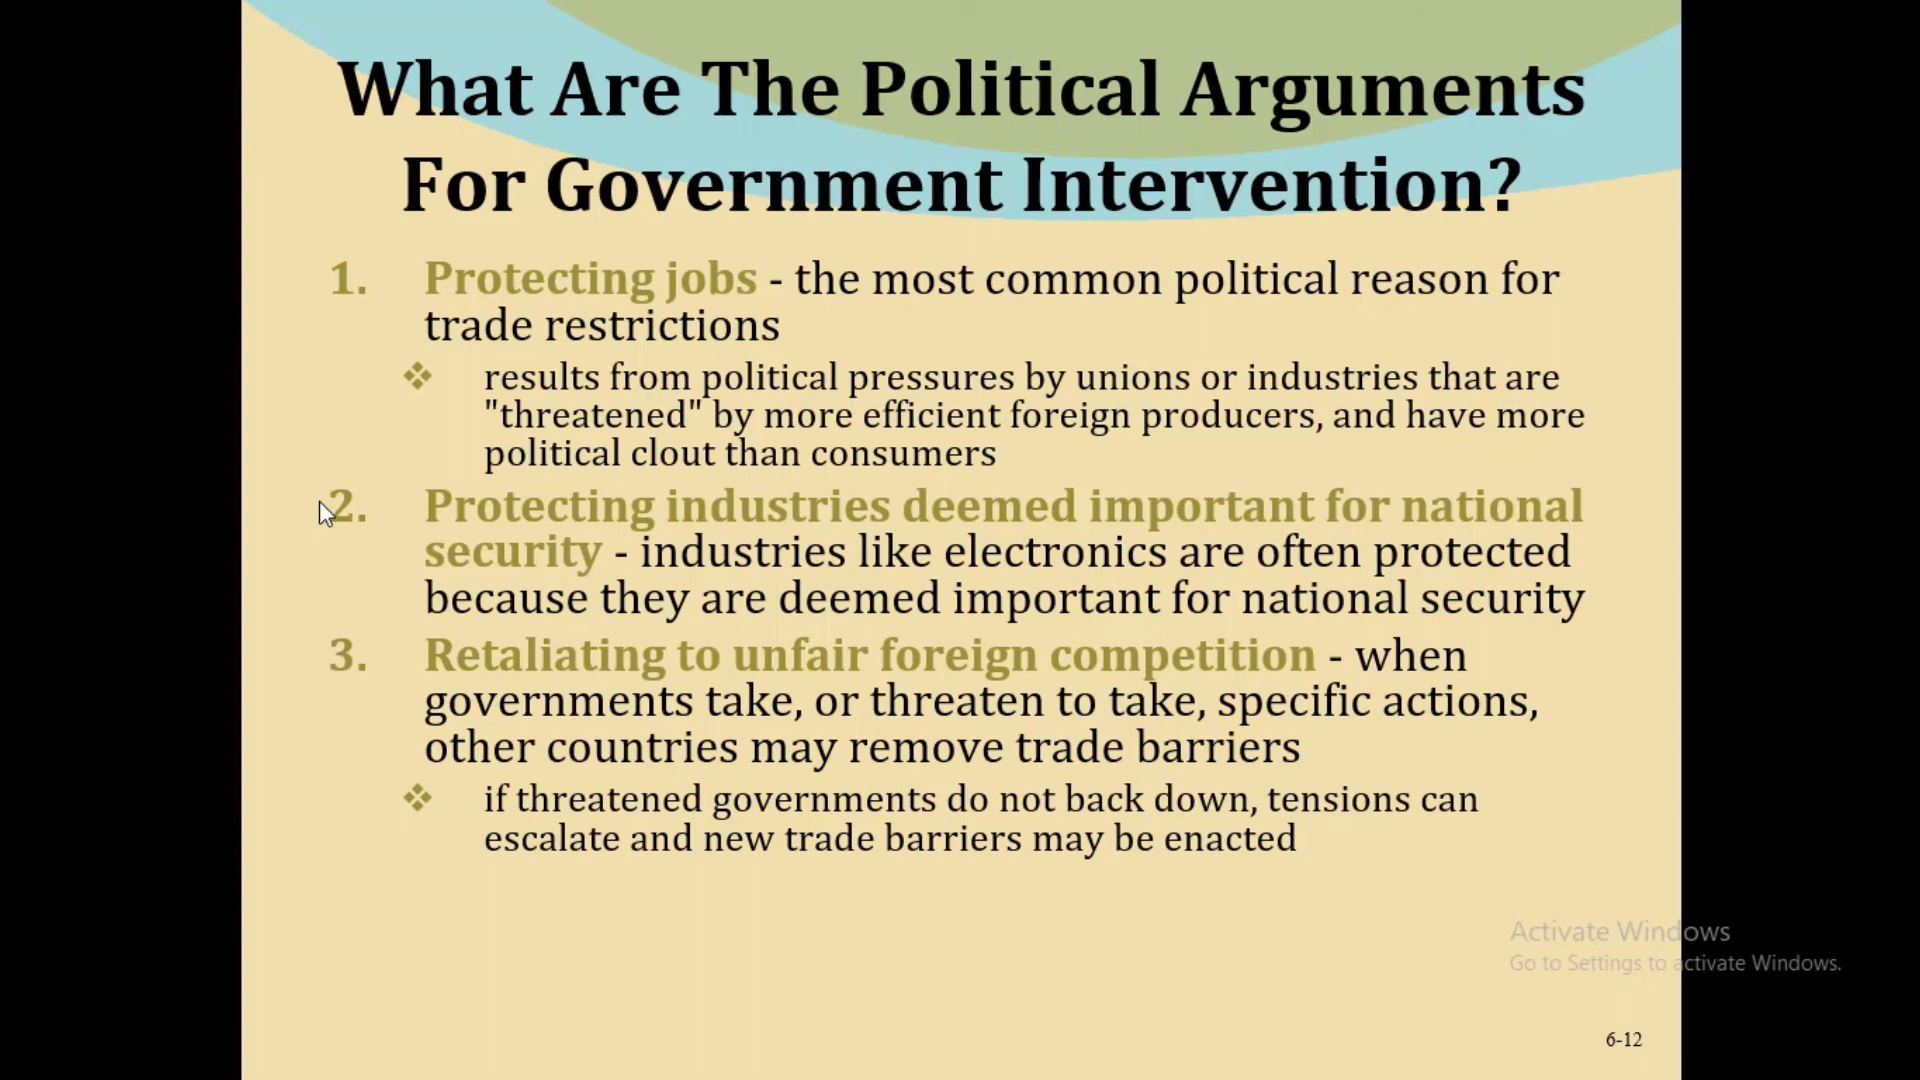 What Are The Political Arguments
For Government Intervention?
1. Protecting jobs - the most common political reason for
trade restrictions
❖ results from political pressures by unions or industries that are
"threatened" by more efficient foreign producers, and have more
political clout than consumers
2. Protecting industries deemed important for national
security - industries like electronics are often protected
because they are deemed important for national security
3. Retaliating to unfair foreign competition - when
governments take, or threaten to take, specific actions,
other countries may remove trade barriers
❖ if threatened governments do not back down, tensions can
escalate and new trade barriers may be enacted
Activate Windows
Go to Settings to activate Windows.
6-12